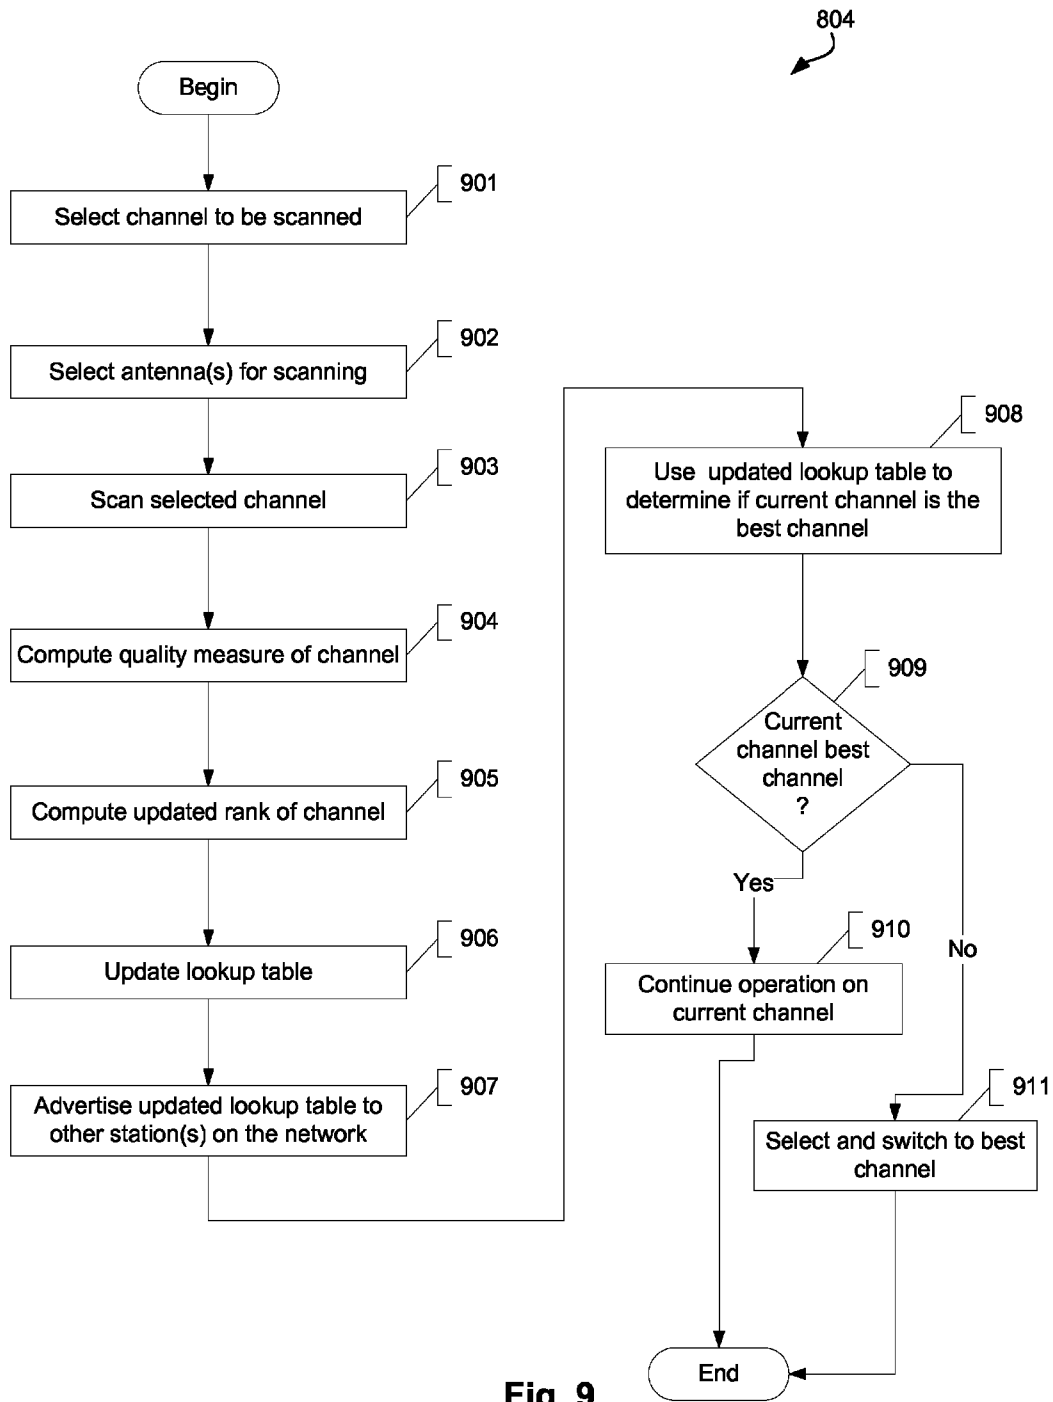 804
Begin
901
Select channel to be scanned
902
Select antenna(s) for scanning
903
Scan selected channel
904
Compute quality measure of channel
905
Compute updated rank of channel
906
Update lookup table
907
Advertise updated lookup table to
other station(s) on the network
908
Use updated lookup table to
determine if current channel is the
best channel
909
Current
channel best
channel
?
Yes
No
910
Continue operation on
current channel
911
Select and switch to best
channel
End
Fig. 9